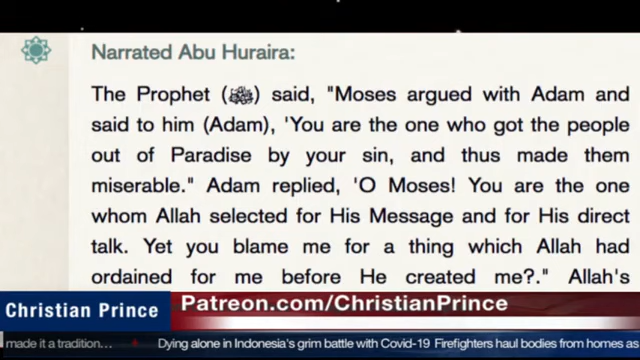 Narrated Abu Huraira:
The Prophet (ﷺ) said, "Moses argued with Adam and
said to him (Adam), 'You are the one who got the people
out of Paradise by your sin, and thus made them
miserable." Adam replied, 'O Moses! You are the one
whom Allah selected for His Message and for His direct
talk. Yet you blame me for a thing which Allah had
ordained for me before He created me?." Allah's
Christian Prince
Patreon.com/ChristianPrince
made it a tradition... + Dying alone in Indonesia's grim battle with Covid-19 Firefighters haul bodies from homes as